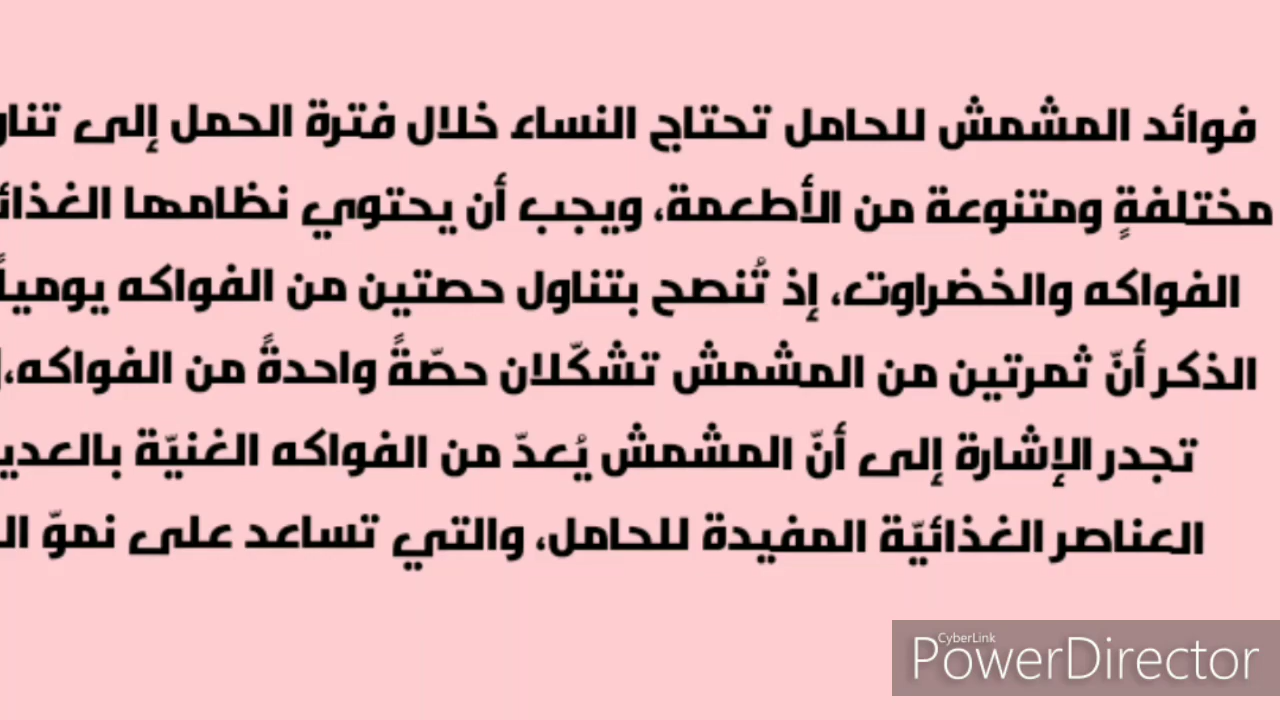 فوائد المشمش للحامل تحتاج النساء خلال فترة الحمل إلى
مختلفةٍ ومتنوعة من الأطعمة، ويجب أن يحتوي نظامها
الفواكه والخضراوت، إذ تُنصح بتناول حصتين من الفواكه يومياً
الذكر أنّ ثمرتين من المشمش تشكّلان حصّةً واحدةً من الفواكه،
تجدر الإشارة إلى أنّ المشمش يُعدّ من الفواكه الغنيّة
العناصر الغذائيّة المفيدة للحامل، والتي تساعد على نموّ
CyberLink
PowerDirector